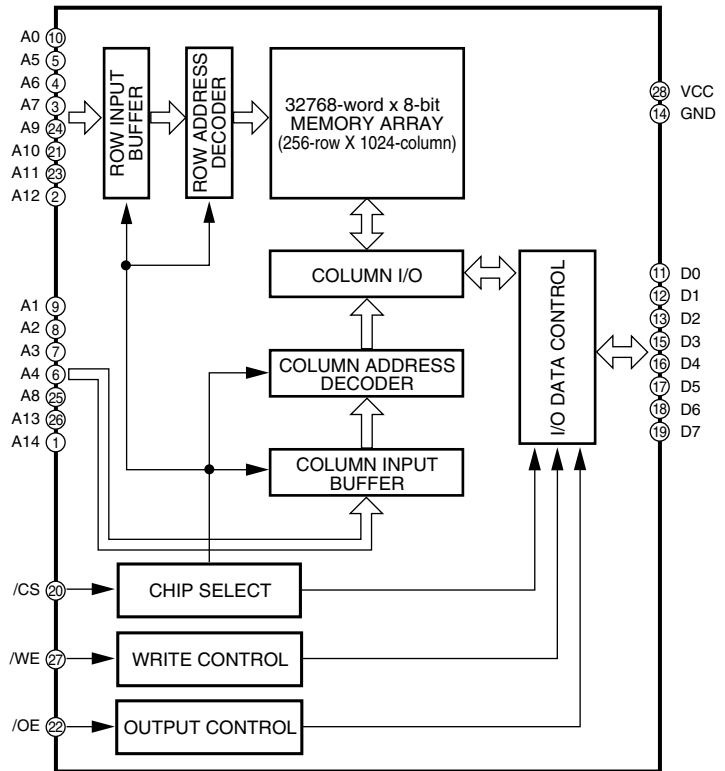 A0 10
A5 5
A6 4
A7 3
A9 24
A10 21
A11 23
A12 2
ROW INPUT
BUFFER
ROW ADDRESS
DECODER
32768-word x 8-bit
MEMORY ARRAY
(256-row X 1024-column)
28 VCC
14 GND
COLUMN I/O
I/O DATA CONTROL
11 D0
12 D1
13 D2
15 D3
16 D4
17 D5
18 D6
19 D7
A1 9
A2 8
A3 7
A4 6
A8 25
A13 26
A14 1
COLUMN ADDRESS
DECODER
COLUMN INPUT
BUFFER
/CS 20
CHIP SELECT
/WE 27
WRITE CONTROL
/OE 22
OUTPUT CONTROL